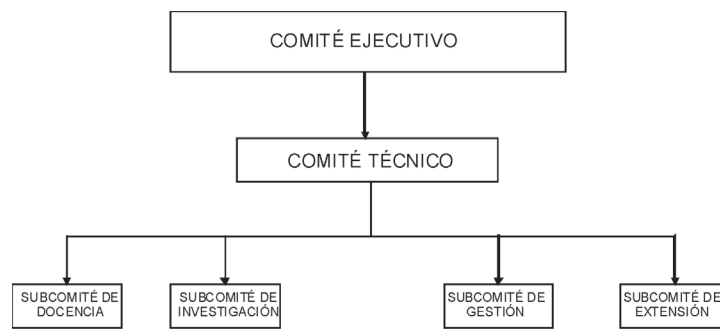 COMITÉ EJECUTIVO
COMITÉ TÉCNICO
SUBCOMITÉ DE
DOCENCIA
SUBCOMITÉ DE
INVESTIGACIÓN
SUBCOMITÉ DE
GESTIÓN
SUBCOMITÉ DE
EXTENSIÓN